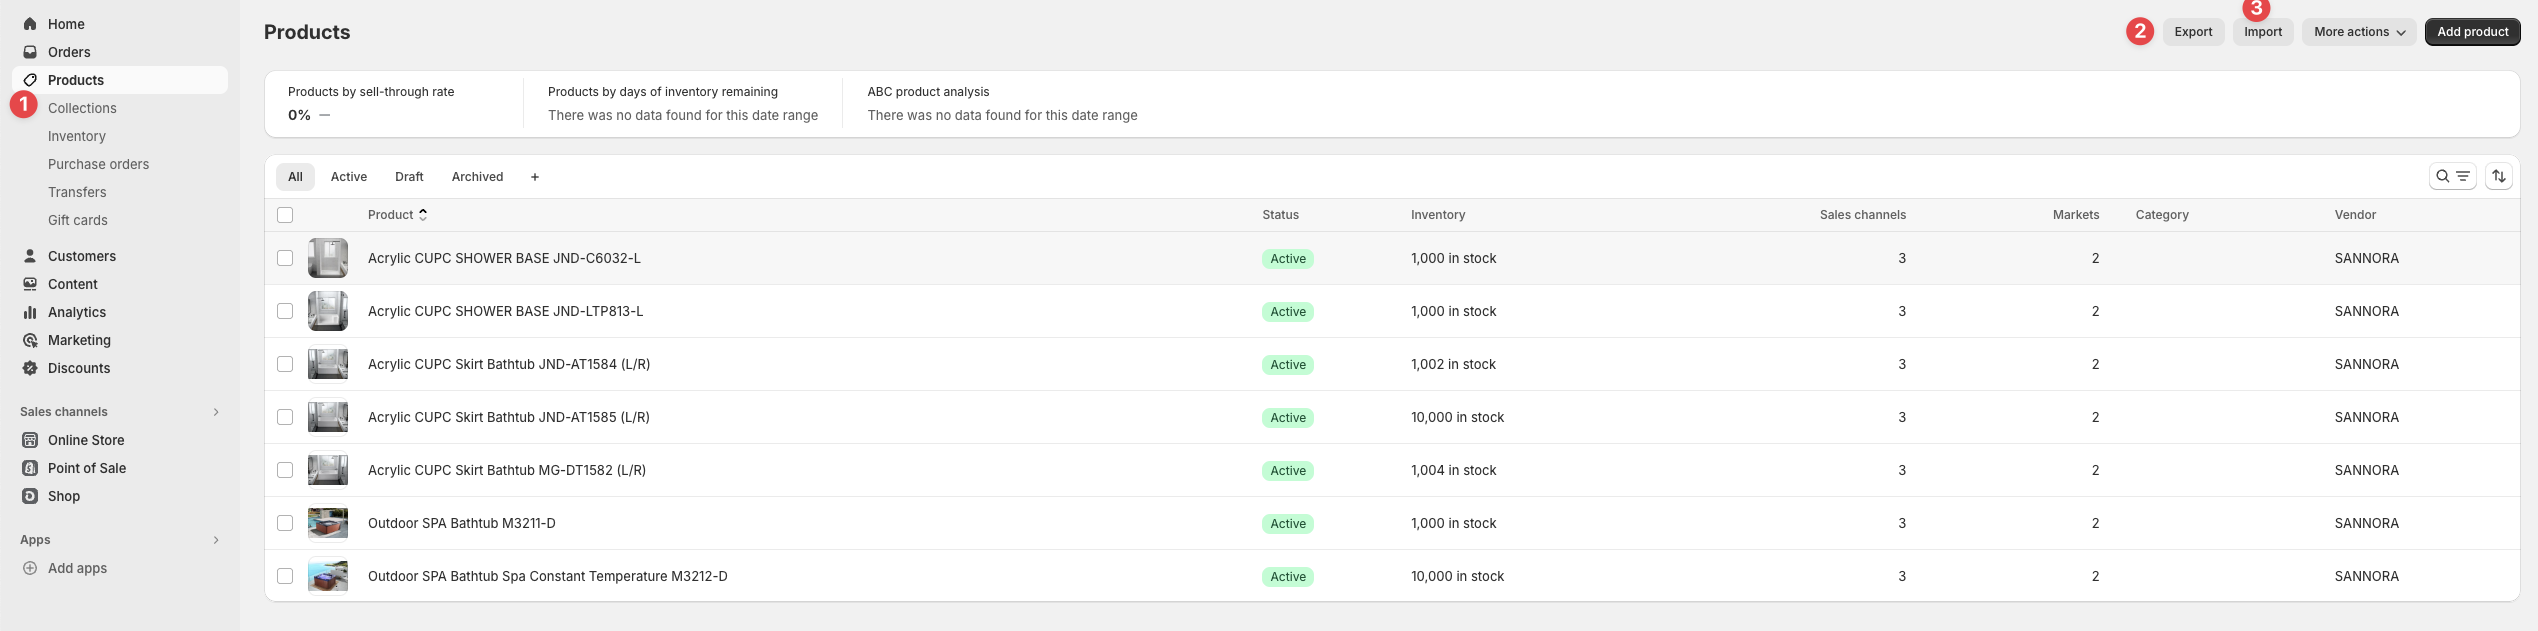 Home
Orders
Products
1
Collections
Inventory
Purchase orders
Transfers
Gift cards
Customers
Content
Analytics
Marketing
Discounts
Sales channels
Online Store
Point of Sale
Shop
Apps
Add apps
Products
2 Export 3 Import More actions Add product
Products by sell-through rate
0% —
Products by days of inventory remaining
There was no data found for this date range
ABC product analysis
There was no data found for this date range
All Active Draft Archived +
Product Status Inventory Sales channels Markets Category Vendor
Acrylic CUPC SHOWER BASE JND-C6032-L Active 1,000 in stock 3 2 SANNORA
Acrylic CUPC SHOWER BASE JND-LTP813-L Active 1,000 in stock 3 2 SANNORA
Acrylic CUPC Skirt Bathtub JND-AT1584 (L/R) Active 1,002 in stock 3 2 SANNORA
Acrylic CUPC Skirt Bathtub JND-AT1585 (L/R) Active 10,000 in stock 3 2 SANNORA
Acrylic CUPC Skirt Bathtub MG-DT1582 (L/R) Active 1,004 in stock 3 2 SANNORA
Outdoor SPA Bathtub M3211-D Active 1,000 in stock 3 2 SANNORA
Outdoor SPA Bathtub Spa Constant Temperature M3212-D Active 10,000 in stock 3 2 SANNORA